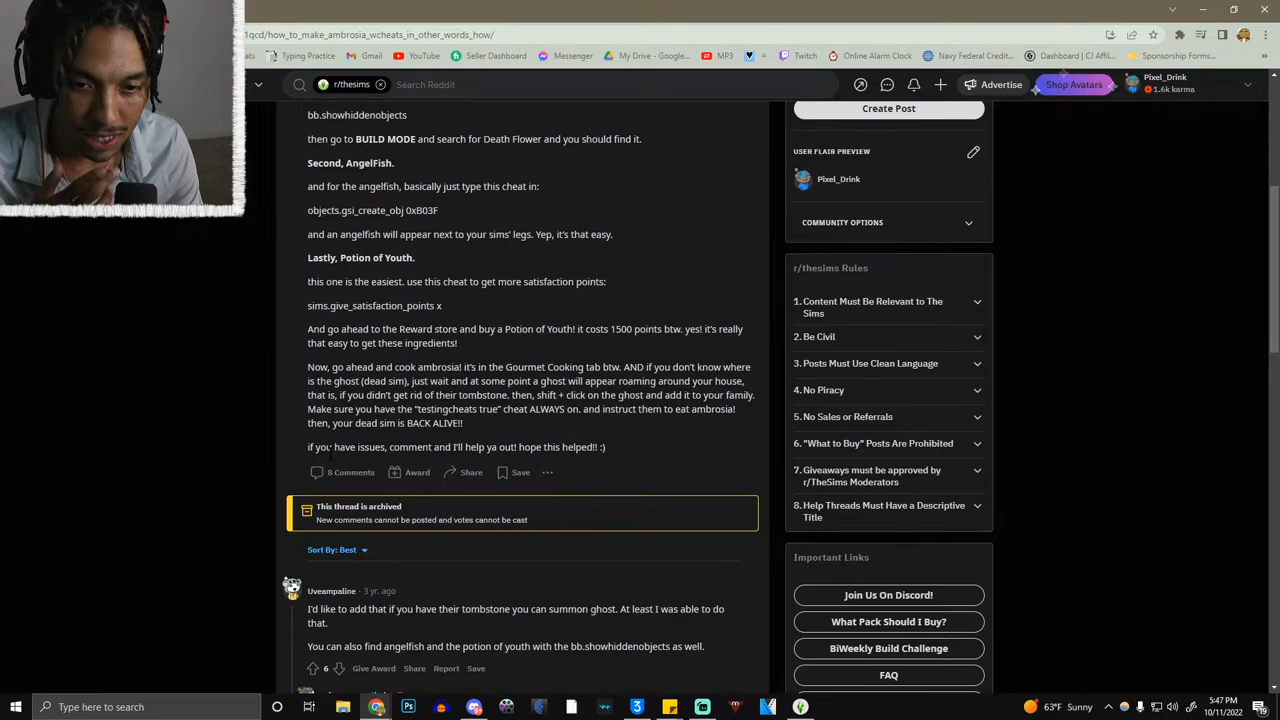 1qcd/how_to_make_ambrosia_wcheats_in_other_words_how/
ats Typing Practice Gmail YouTube Seller Dashboard Messenger My Drive - Google... MP3 Twitch Online Alarm Clock Navy Federal Credit... Dashboard | CJ Affil... Sponsorship Forms...
r/thesims Search Reddit Advertise Shop Avatars Pixel_Drink
1.6k karma
bb.showhiddenobjects
then go to BUILD MODE and search for Death Flower and you should find it.
Second, AngelFish.
and for the angelfish, basically just type this cheat in:
objects.gsi_create_obj 0xB03F
and an angelfish will appear next to your sims’ legs. Yep, it’s that easy.
Lastly, Potion of Youth.
this one is the easiest. use this cheat to get more satisfaction points:
sims.give_satisfaction_points x
And go ahead to the Reward store and buy a Potion of Youth! it costs 1500 points btw. yes! it’s really
that easy to get these ingredients!
Now, go ahead and cook ambrosia! it’s in the Gourmet Cooking tab btw. AND if you don’t know where
is the ghost (dead sim), just wait and at some point a ghost will appear roaming around your house,
that is, if you didn’t get rid of their tombstone. then, shift + click on the ghost and add it to your family.
Make sure you have the “testingcheats true” cheat ALWAYS on. and instruct them to eat ambrosia!
then, your dead sim is BACK ALIVE!!
if you have issues, comment and I’ll help ya out! hope this helped!! :)
8 Comments Award Share Save
This thread is archived
New comments cannot be posted and votes cannot be cast
Sort By: Best
Uveampaline · 3 yr. ago
I'd like to add that if you have their tombstone you can summon ghost. At least I was able to do
that.
You can also find angelfish and the potion of youth with the bb.showhiddenobjects as well.
6 Give Award Share Report Save
Create Post
USER FLAIR PREVIEW
Pixel_Drink
COMMUNITY OPTIONS
r/thesims Rules
1. Content Must Be Relevant to The
Sims
2. Be Civil
3. Posts Must Use Clean Language
4. No Piracy
5. No Sales or Referrals
6. "What to Buy" Posts Are Prohibited
7. Giveaways must be approved by
r/TheSims Moderators
8. Help Threads Must Have a Descriptive
Title
Important Links
Join Us On Discord!
What Pack Should I Buy?
BiWeekly Build Challenge
FAQ
Type here to search
63°F Sunny
5:47 PM
10/11/2022